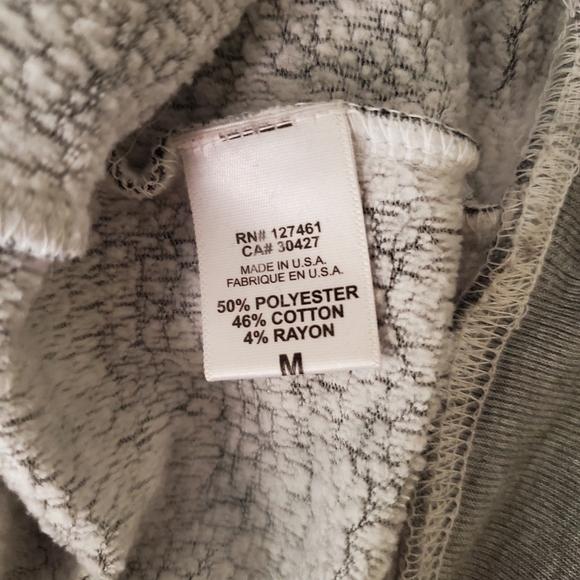 RN# 127461
CA# 30427
MADE IN U.S.A.
FABRIQUE EN U.S.A.
50% POLYESTER
46% COTTON
4% RAYON
M